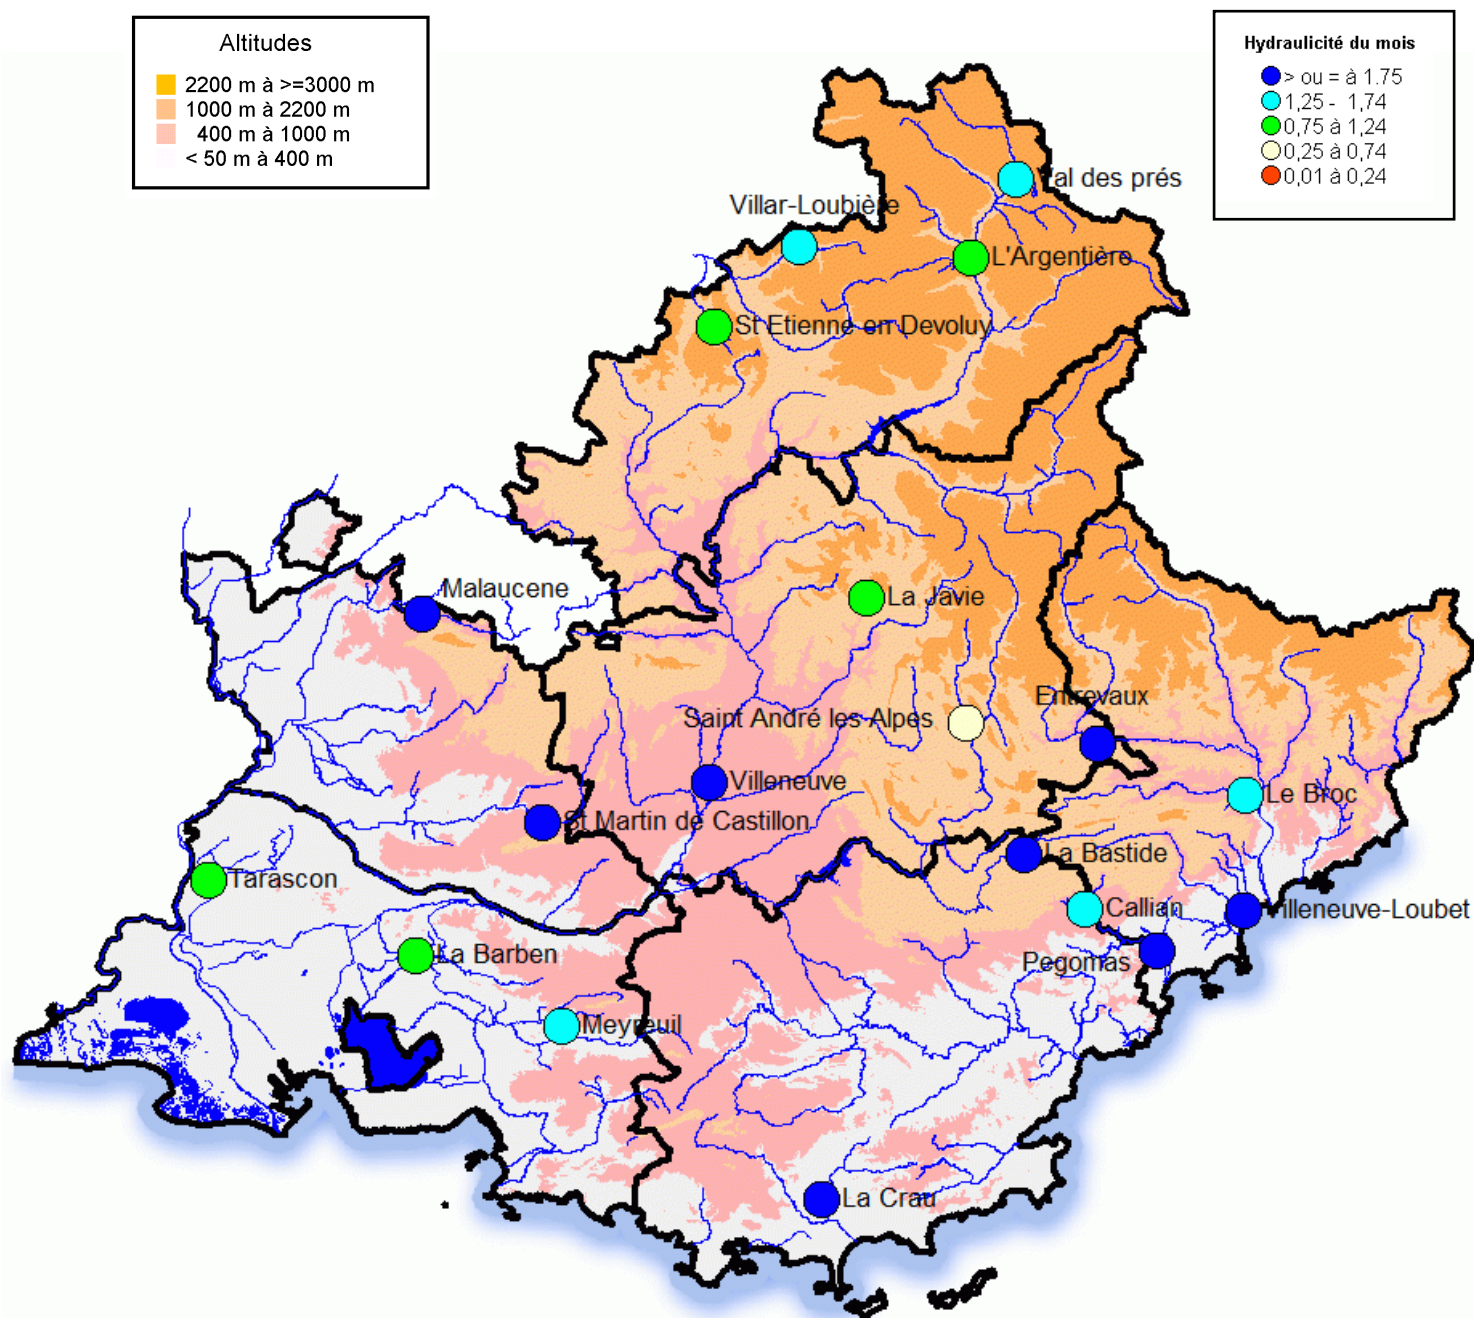 Altitudes
2200 m à >=3000 m
1000 m à 2200 m
400 m à 1000 m
< 50 m à 400 m
Hydraulicité du mois
> ou = à 1.75
1,25 - 1,74
0,75 à 1,24
0,25 à 0,74
0,01 à 0,24
Val des prés
Villar-Loubière
L'Argentière
St Etienne en Devoluy
Malaucene
La Javie
Entrevaux
Saint André les Alpes
Villeneuve
Le Broc
St Martin de Castillon
La Bastide
Tarascon
Callian
Villeneuve-Loubet
La Barben
Pegomas
Meyreuil
La Crau